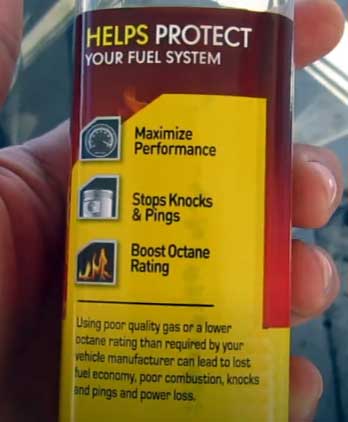 HELPS PROTECT
YOUR FUEL SYSTEM
Maximize
Performance
Stops Knocks
& Pings
Boost Octane
Rating
Using poor quality gas or a lower
octane rating than required by your
vehicle manufacturer can lead to lost
fuel economy, poor combustion, knocks
and pings and power loss.